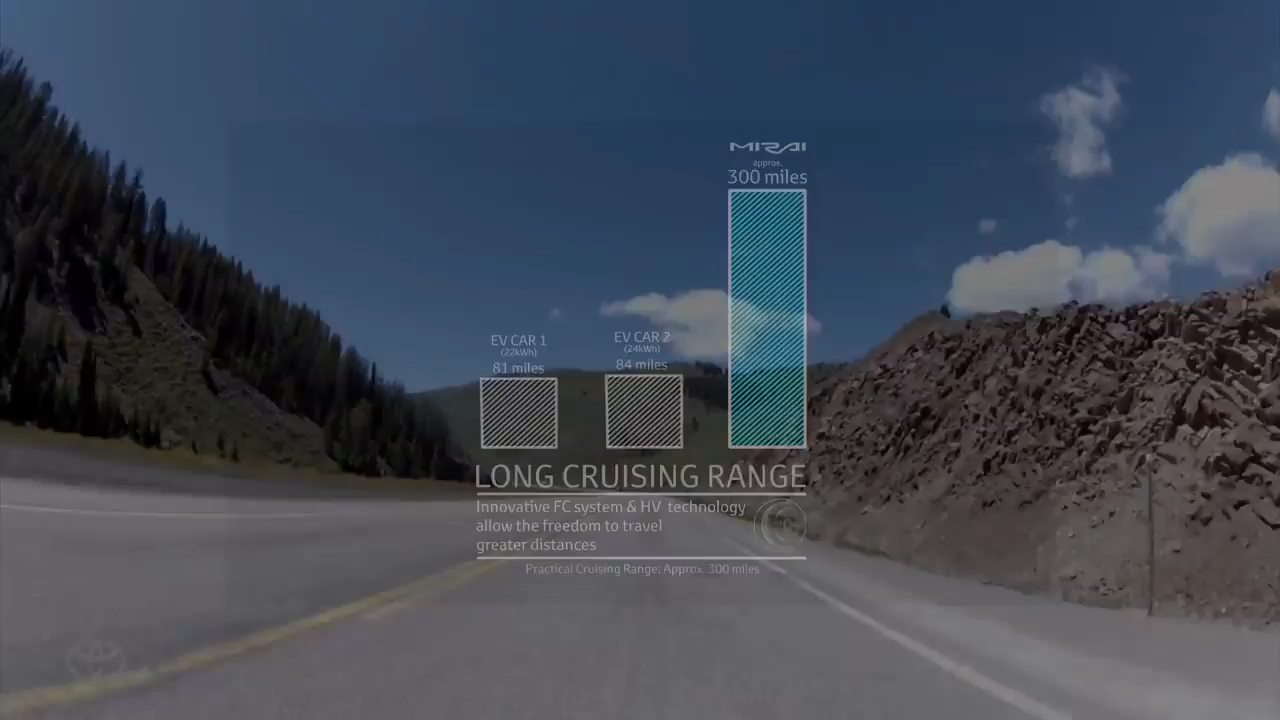 MIRAI
approx.
300 miles
EV CAR 1
(22kWh)
81 miles
EV CAR 2
(24kWh)
84 miles
LONG CRUISING RANGE
Innovative FC system & HV technology
allow the freedom to travel
greater distances
Practical Cruising Range: Approx. 300 miles